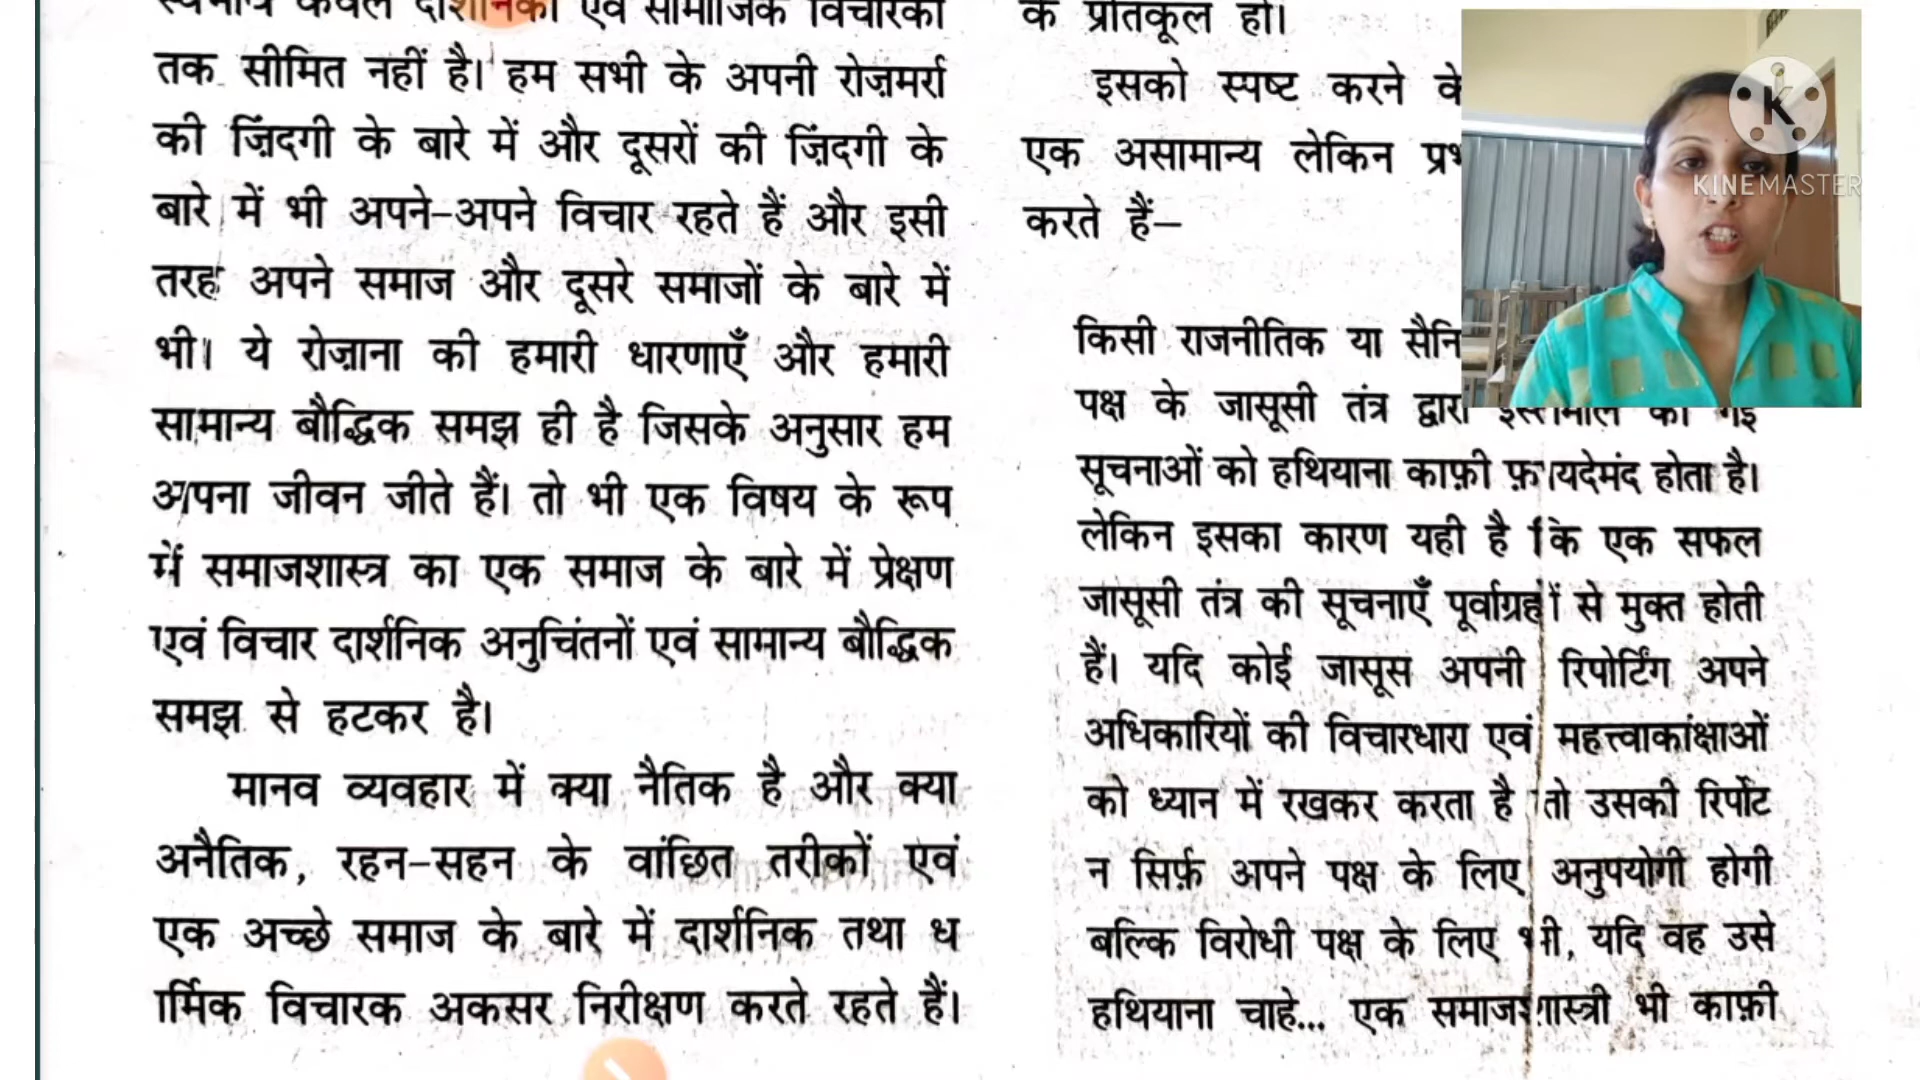 तक सीमित नहीं है। हम सभी के अपनी रोज़मर्रा
की ज़िंदगी के बारे में और दूसरों की ज़िंदगी के
बारे में भी अपने–अपने विचार रहते हैं और इसी
तरह अपने समाज और दूसरे समाजों के बारे में
भी। ये रोज़ाना की हमारी धारणाएँ और हमारी
सामान्य बौद्धिक समझ ही है जिसके अनुसार हम
अपना जीवन जीते हैं। तो भी एक विषय के रूप
में समाजशास्त्र का एक समाज के बारे में प्रेक्षण
एवं विचार दार्शनिक अनुचिंतनों एवं सामान्य बौद्धिक
समझ से हटकर है।
मानव व्यवहार में क्या नैतिक है और क्या
अनैतिक, रहन–सहन के वांछित तरीकों एवं
एक अच्छे समाज के बारे में दार्शनिक तथा ध
ार्मिक विचारक अकसर निरीक्षण करते रहते हैं।
के प्रतिकूल हो।
इसको स्पष्ट करने के
एक असामान्य लेकिन
करते हैं–
किसी राजनीतिक या
पक्ष के जासूसी तंत्र द्वारा इस्तेमाल की गई
सूचनाओं को हथियाना काफ़ी फ़ायदेमंद होता है।
लेकिन इसका कारण यही है कि एक सफल
जासूसी तंत्र की सूचनाएँ पूर्वाग्रहों से मुक्त होती
हैं। यदि कोई जासूस अपनी रिपोर्टिंग अपने
अधिकारियों की विचारधारा एवं महत्त्वाकांक्षाओं
को ध्यान में रखकर करता है तो उसकी रिर्पोट
न सिर्फ़ अपने पक्ष के लिए अनुपयोगी होगी
बल्कि विरोधी पक्ष के लिए भी, यदि वह उसे
हथियाना चाहे... एक समाजशास्त्री भी काफ़ी
K
KINEMASTER